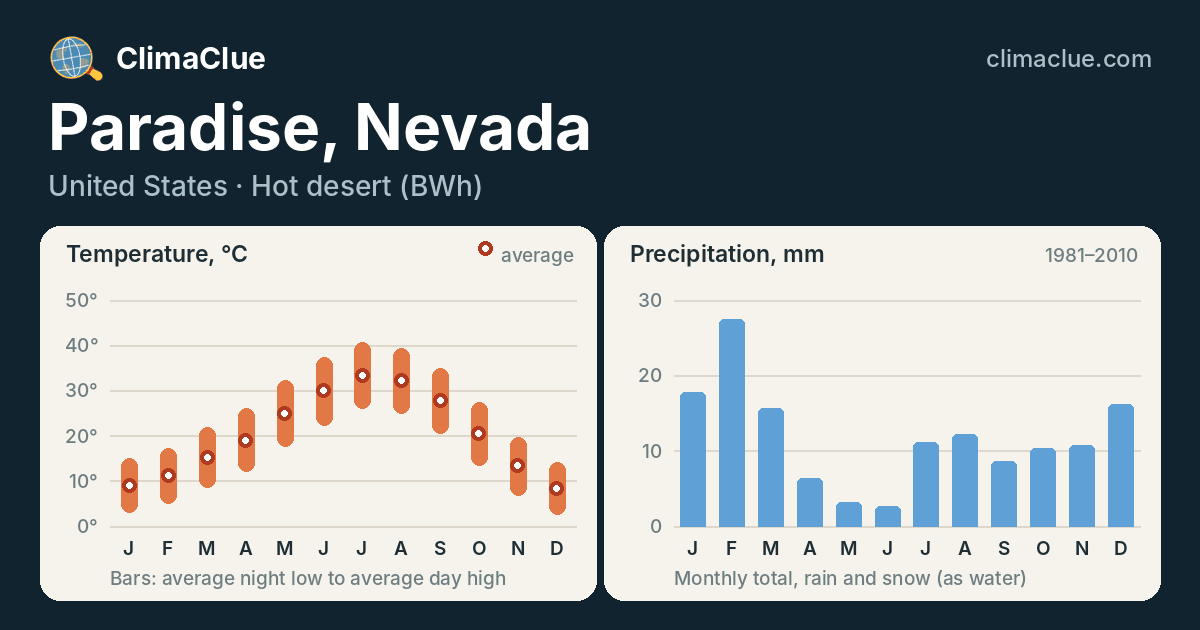 ClimaClue
climaclue.com
Paradise, Nevada
United States · Hot desert (BWh)
Temperature, °C
average
50°
40°
30°
20°
10°
0°
J F M A M J J A S O N D
Bars: average night low to average day high
Precipitation, mm
1981–2010
30
20
10
0
J F M A M J J A S O N D
Monthly total, rain and snow (as water)